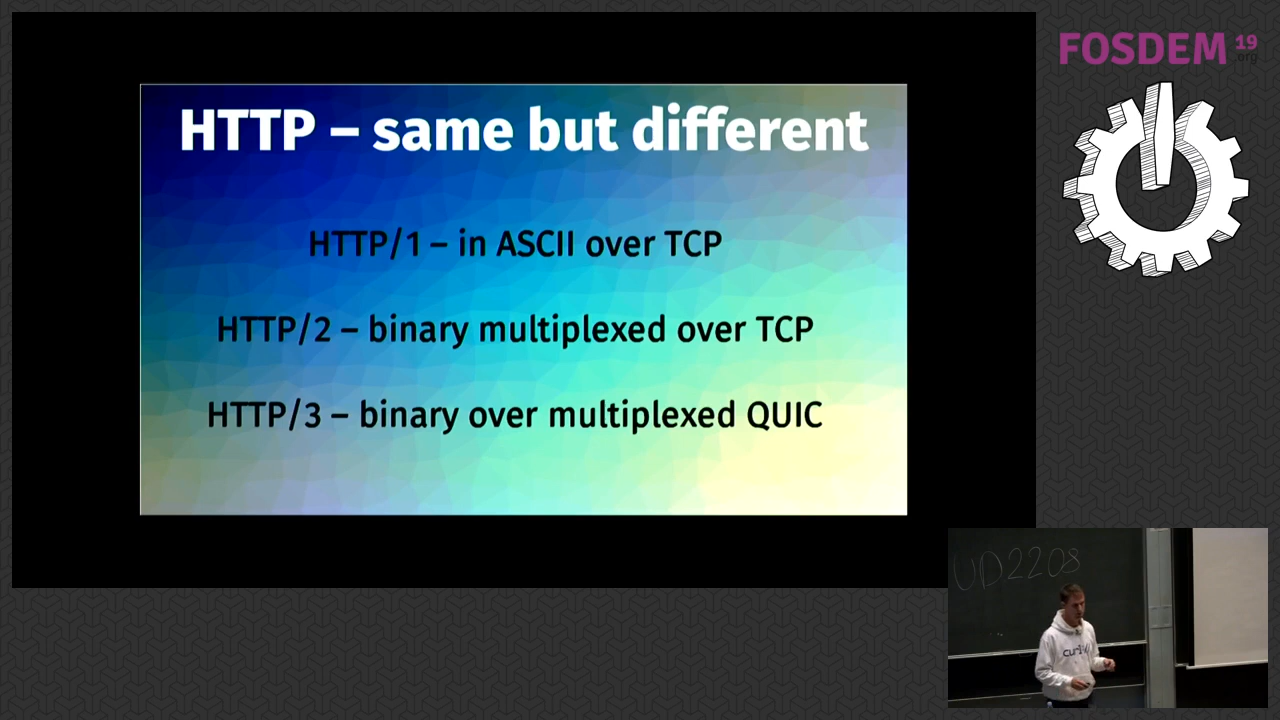 HTTP – same but different
HTTP/1 – in ASCII over TCP
HTTP/2 – binary multiplexed over TCP
HTTP/3 – binary over multiplexed QUIC
FOSDEM 19
.org
UD2208
curl